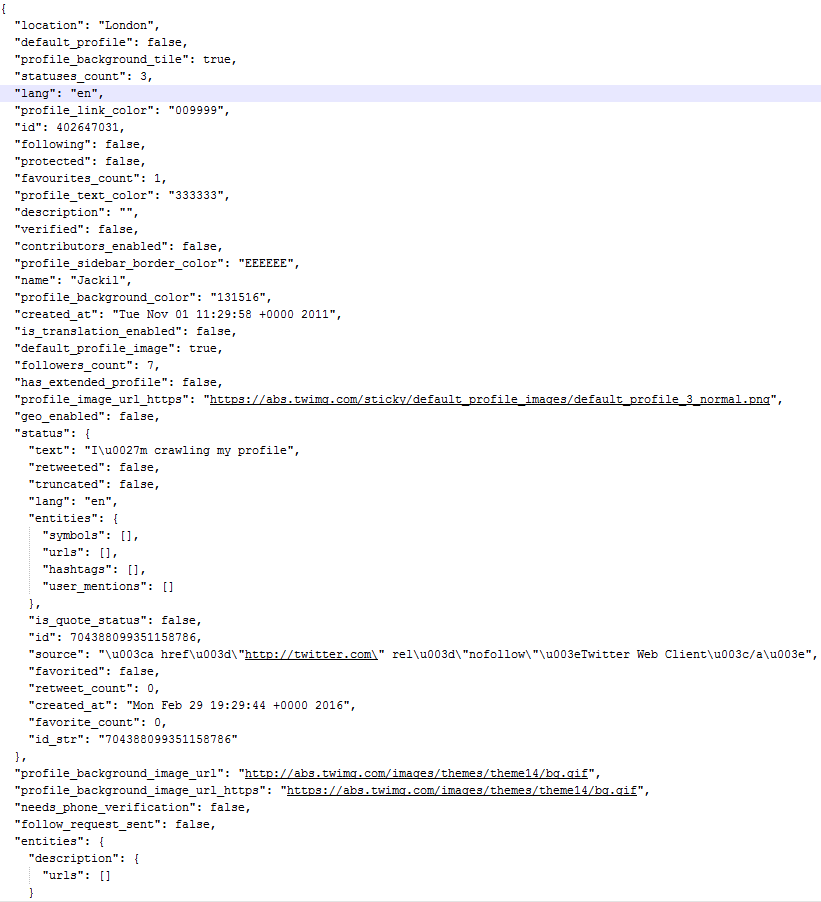 {
  "location": "London",
  "default_profile": false,
  "profile_background_tile": true,
  "statuses_count": 3,
  "lang": "en",
  "profile_link_color": "009999",
  "id": 402647031,
  "following": false,
  "protected": false,
  "favourites_count": 1,
  "profile_text_color": "333333",
  "description": "",
  "verified": false,
  "contributors_enabled": false,
  "profile_sidebar_border_color": "EEEEEE",
  "name": "Jackil",
  "profile_background_color": "131516",
  "created_at": "Tue Nov 01 11:29:58 +0000 2011",
  "is_translation_enabled": false,
  "default_profile_image": true,
  "followers_count": 7,
  "has_extended_profile": false,
  "profile_image_url_https": "https://abs.twimg.com/sticky/default_profile_images/default_profile_3_normal.png",
  "geo_enabled": false,
  "status": {
    "text": "I\u0027m crawling my profile",
    "retweeted": false,
    "truncated": false,
    "lang": "en",
    "entities": {
      "symbols": [],
      "urls": [],
      "hashtags": [],
      "user_mentions": []
    },
    "is_quote_status": false,
    "id": 704388099351158786,
    "source": "\u003ca href\u003d\"http://twitter.com\" rel\u003d\"nofollow\"\u003eTwitter Web Client\u003c/a\u003e",
    "favorited": false,
    "retweet_count": 0,
    "created_at": "Mon Feb 29 19:29:44 +0000 2016",
    "favorite_count": 0,
    "id_str": "704388099351158786"
  },
  "profile_background_image_url": "http://abs.twimg.com/images/themes/theme14/bg.gif",
  "profile_background_image_url_https": "https://abs.twimg.com/images/themes/theme14/bg.gif",
  "needs_phone_verification": false,
  "follow_request_sent": false,
  "entities": {
    "description": {
      "urls": []
    }